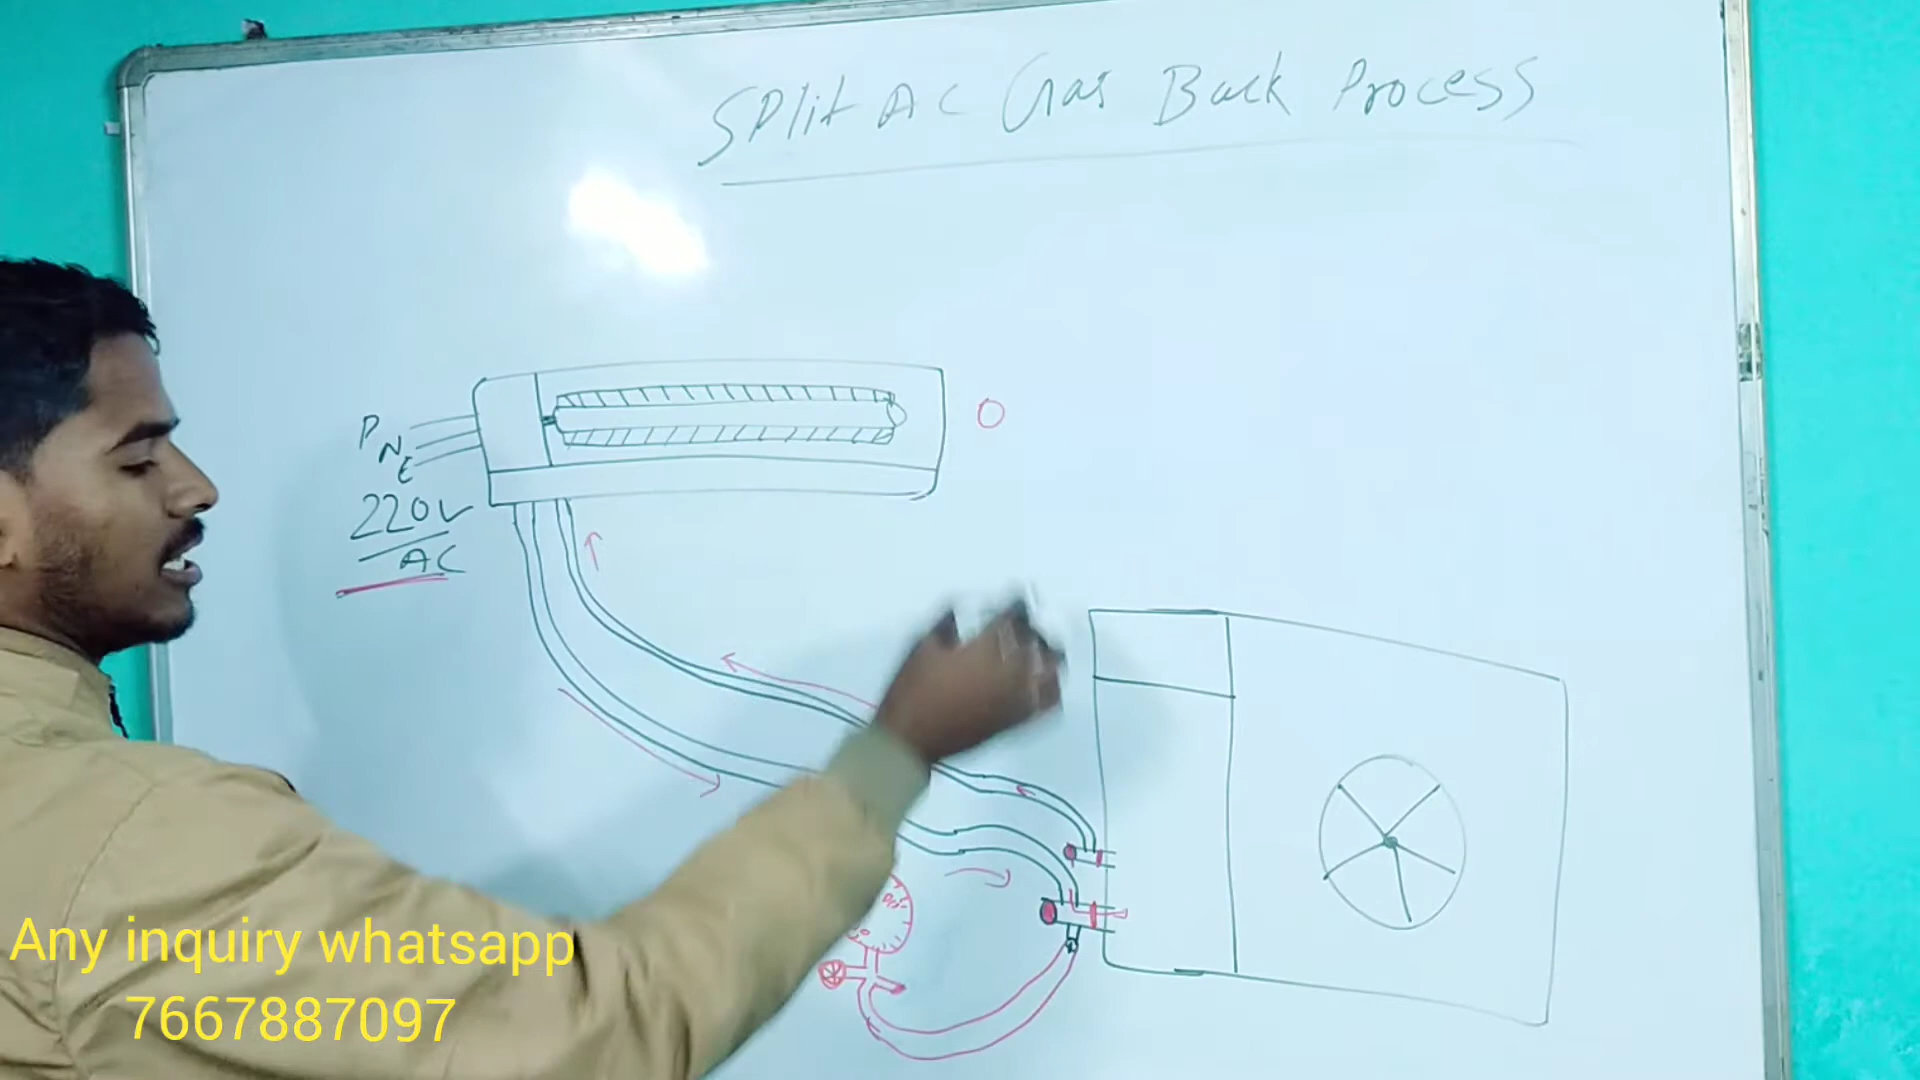 Split AC Gas Back Process
P
N
E
220V
AC
Any inquiry whatsapp
7667887097